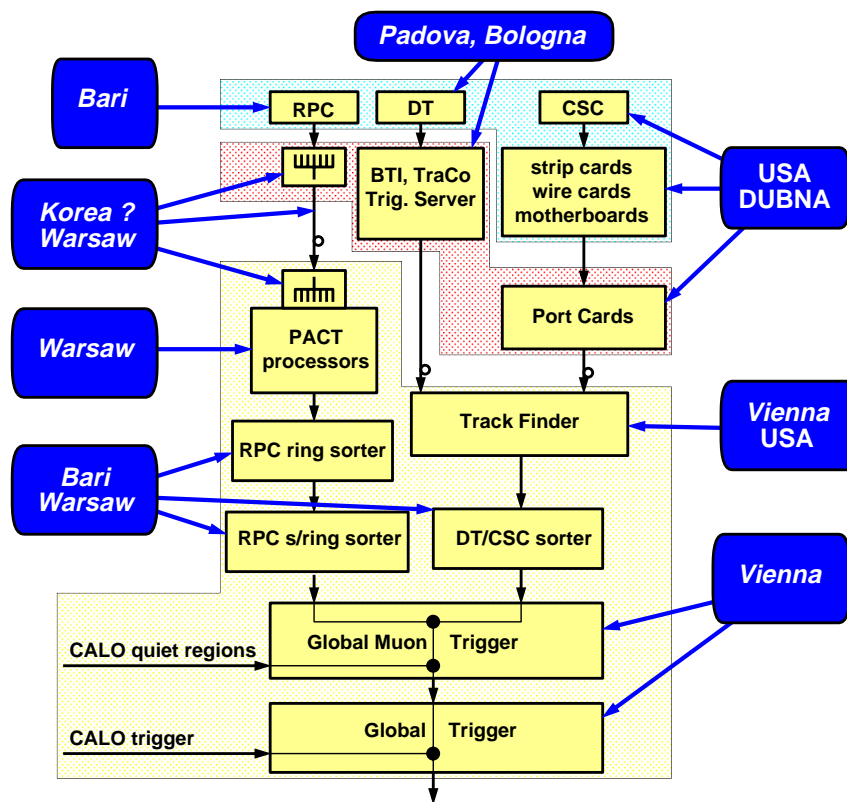 Padova, Bologna
Bari
RPC
DT
CSC
BTI, TraCo
Trig. Server
strip cards
wire cards
motherboards
USA
DUBNA
Korea ?
Warsaw
Port Cards
Warsaw
PACT
processors
Track Finder
Vienna
USA
RPC ring sorter
Bari
Warsaw
RPC s/ring sorter
DT/CSC sorter
Vienna
Global Muon Trigger
CALO quiet regions
Global Trigger
CALO trigger